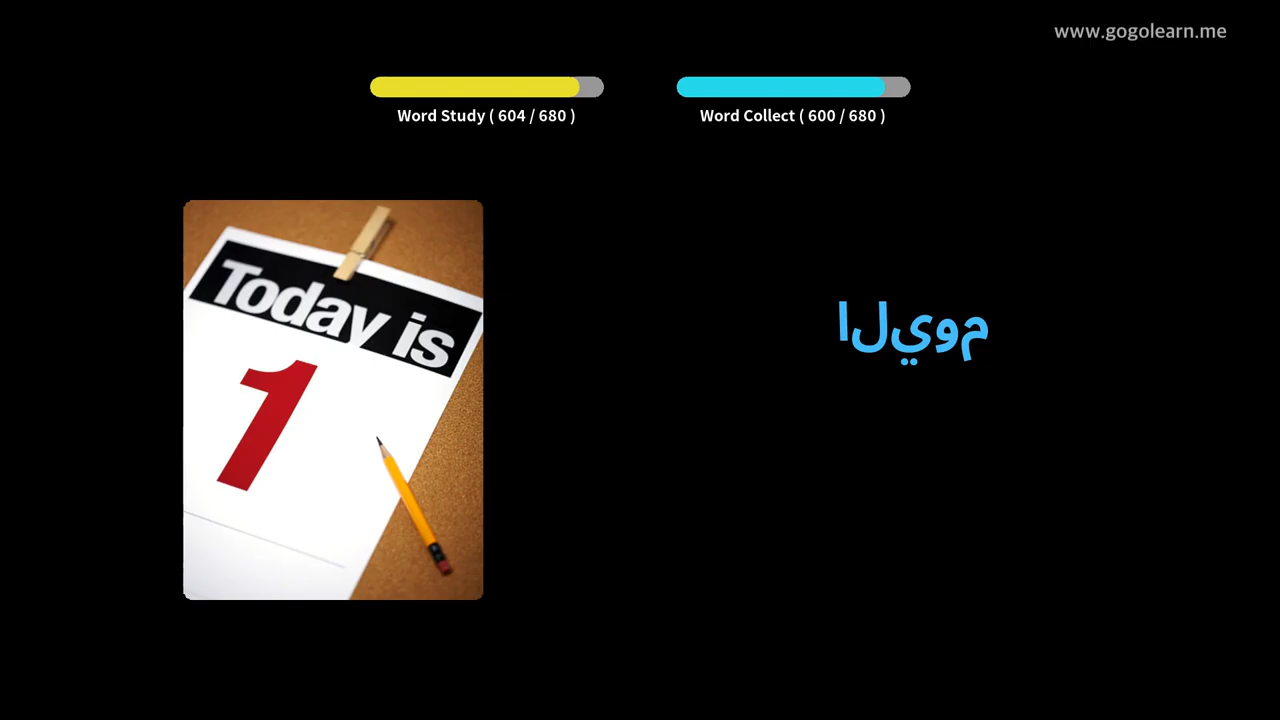 www.gogolearn.me
Word Study ( 604 / 680 )
Word Collect ( 600 / 680 )
Today is
1
اليوم